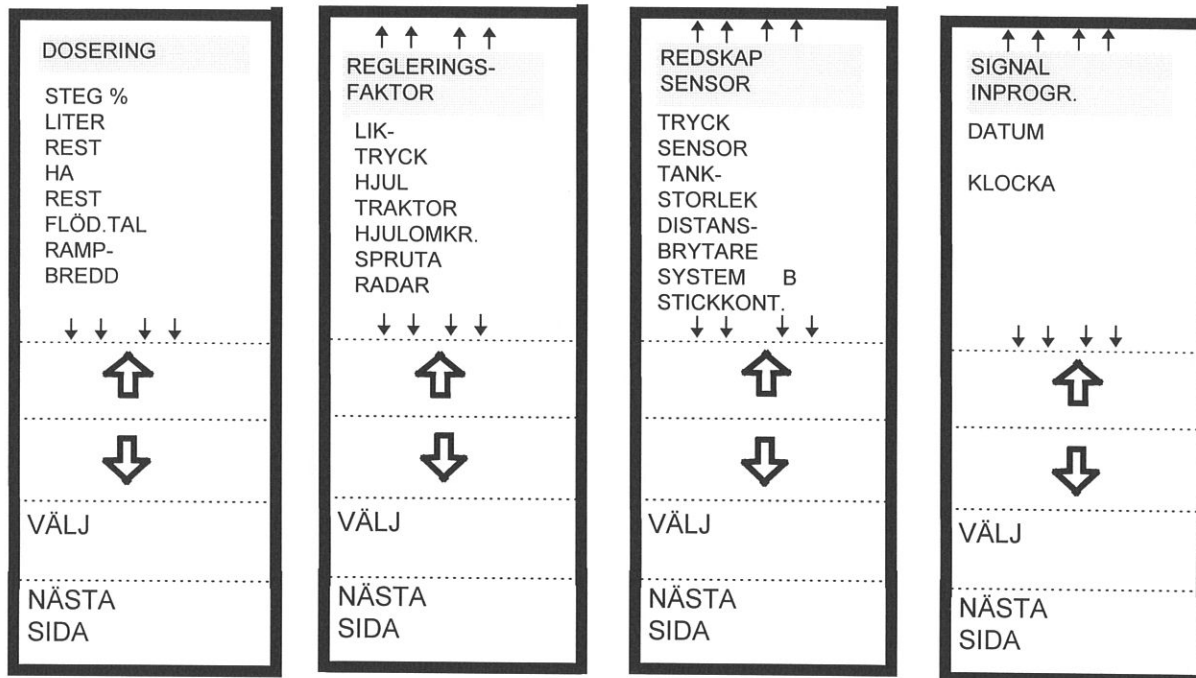 DOSERING
STEG %
LITER
REST
HA
REST
FLÖD.TAL
RAMP-
BREDD
VÄLJ
NÄSTA
SIDA
REGLERINGS-
FAKTOR
LIK-
TRYCK
HJUL
TRAKTOR
HJULOMKR.
SPRUTA
RADAR
VÄLJ
NÄSTA
SIDA
REDSKAP
SENSOR
TRYCK
SENSOR
TANK-
STORLEK
DISTANS-
BRYTARE
SYSTEM B
STICKKONT.
VÄLJ
NÄSTA
SIDA
SIGNAL
INPROGR.
DATUM
KLOCKA
VÄLJ
NÄSTA
SIDA